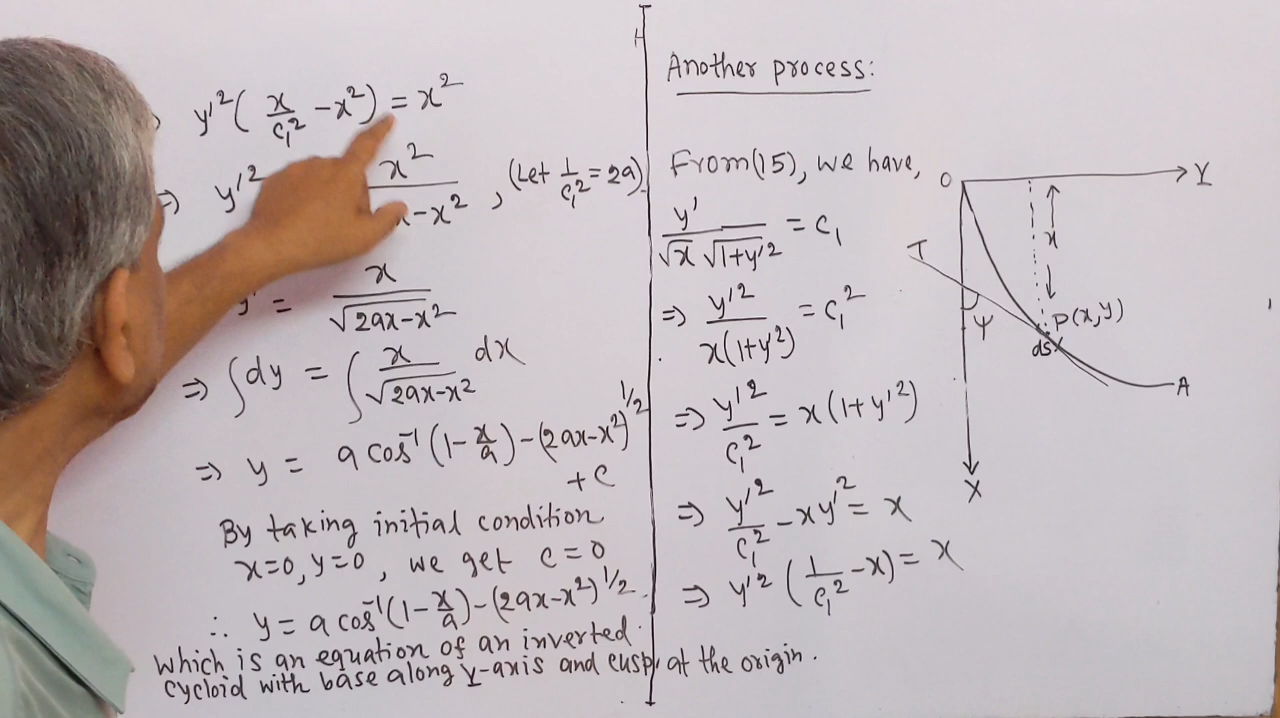 y'² ( x/c₁² − x² ) = x²
⇒ y'² x²/ x − x² , (Let 1/c₁² = 2a)
y' = x/√(2ax−x²)
⇒ ∫dy = ∫ x/√(2ax−x²) dx
⇒ y = a cos⁻¹ (1 − x/a) − (2ax−x²)^1/2
+ c
By taking initial condition
x=0, y=0, we get c=0
∴ y = a cos⁻¹ (1 − x/a) − (2ax−x²)^1/2
which is an equation of an inverted
cycloid with base along Y-axis and cusp at the origin.
Another process:
From (15), we have,
y'/√x √1+y'² = c₁
⇒ y'²/x(1+y'²) = c₁²
⇒ y'²/c₁² = x(1+y'²)
⇒ y'²/c₁² − xy'² = x
⇒ y'² ( 1/c₁² − x ) = x
O
Y
x
T
ψ
P(x,y)
ds
A
X